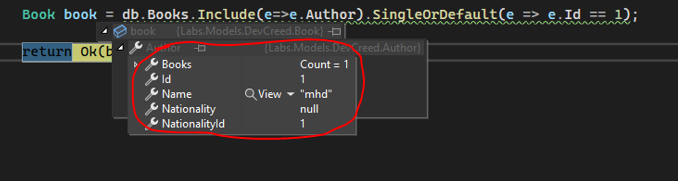 Book book = db.Books.Include(e=>e.Author).SingleOrDefault(e => e.Id == 1);
book {Labs.Models.DevCreed.Book}
return Ok(b
Author {Labs.Models.DevCreed.Author}
Books Count = 1
Id 1
Name View "mhd"
Nationality null
NationalityId 1